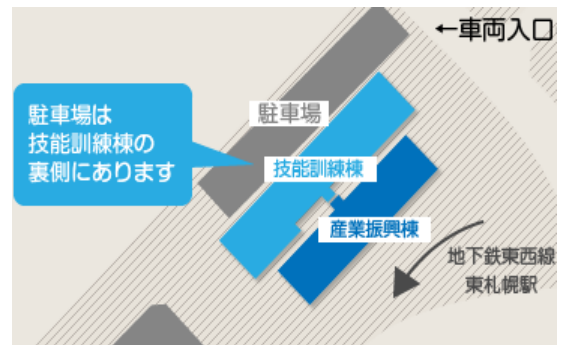 ←車両入口
駐車場は
技能訓練棟の
裏側にあります
駐車場
技能訓練棟
産業振興棟
地下鉄東西線
東札幌駅